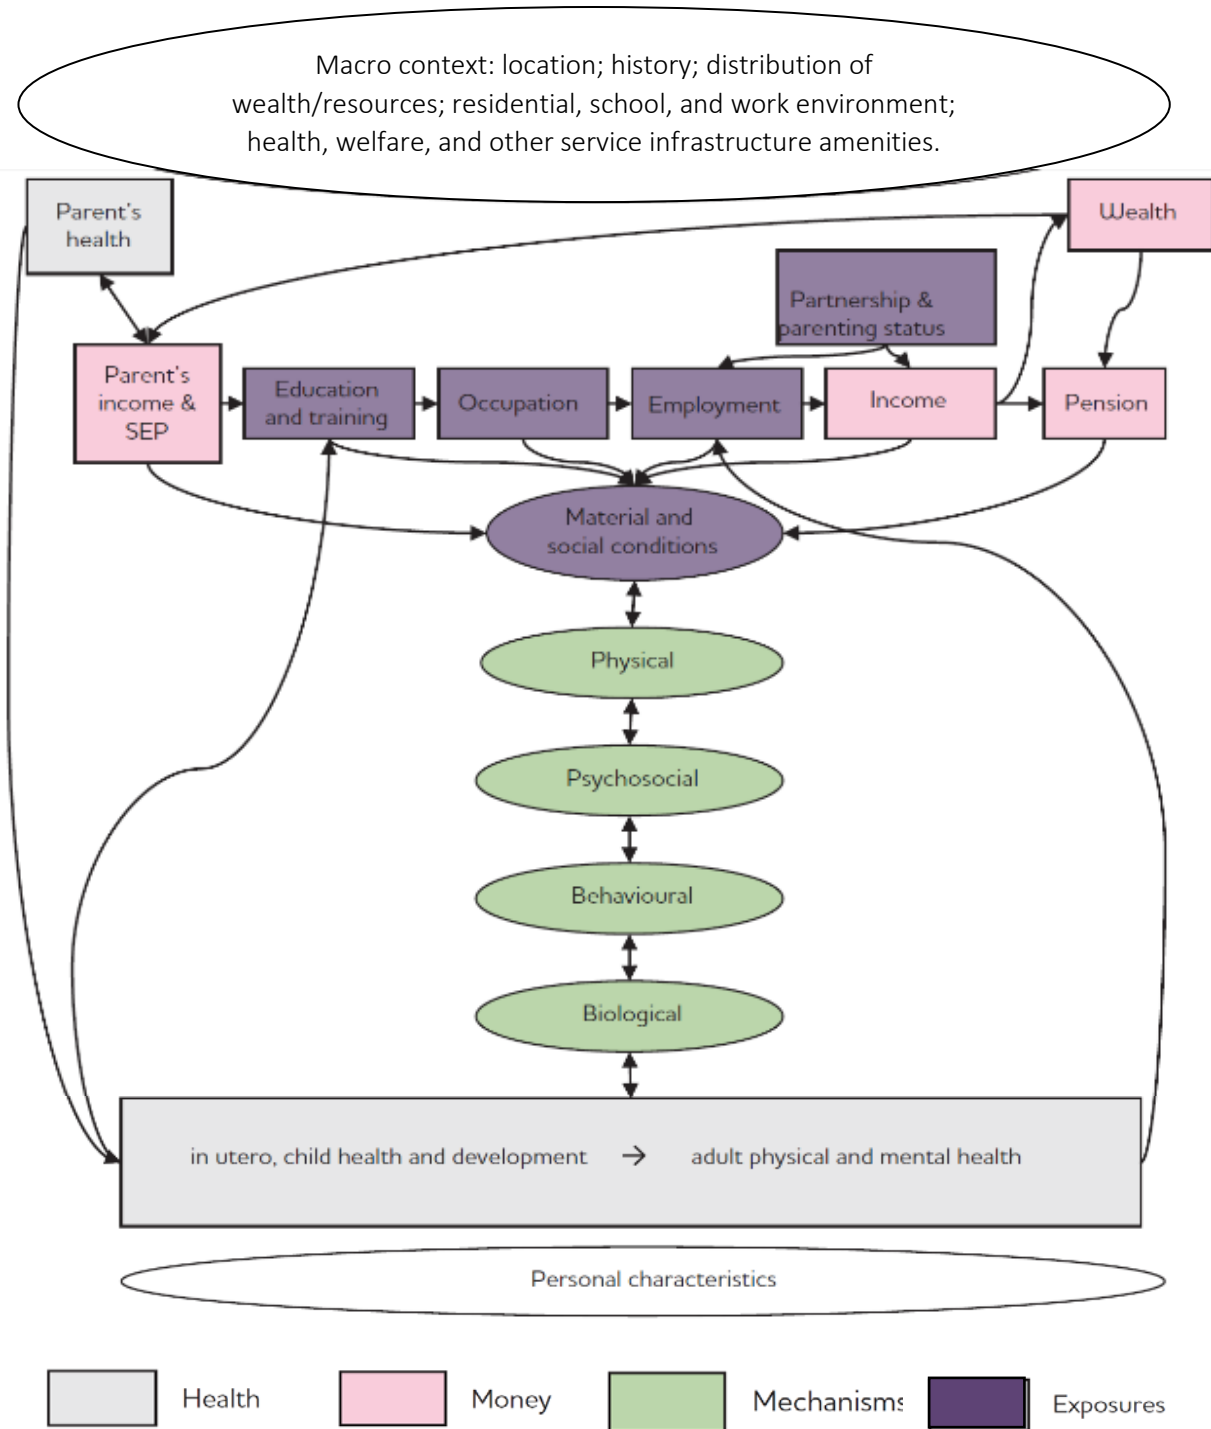 Macro context: location; history; distribution of
wealth/resources; residential, school, and work environment;
health, welfare, and other service infrastructure amenities.
Parent's
health
Wealth
Partnership &
parenting status
Parent's
income &
SEP
Education
and training
Occupation
Employment
Income
Pension
Material and
social conditions
Physical
Psychosocial
Behavioural
Biological
in utero, child health and development → adult physical and mental health
Personal characteristics
Health
Money
Mechanisms
Exposures